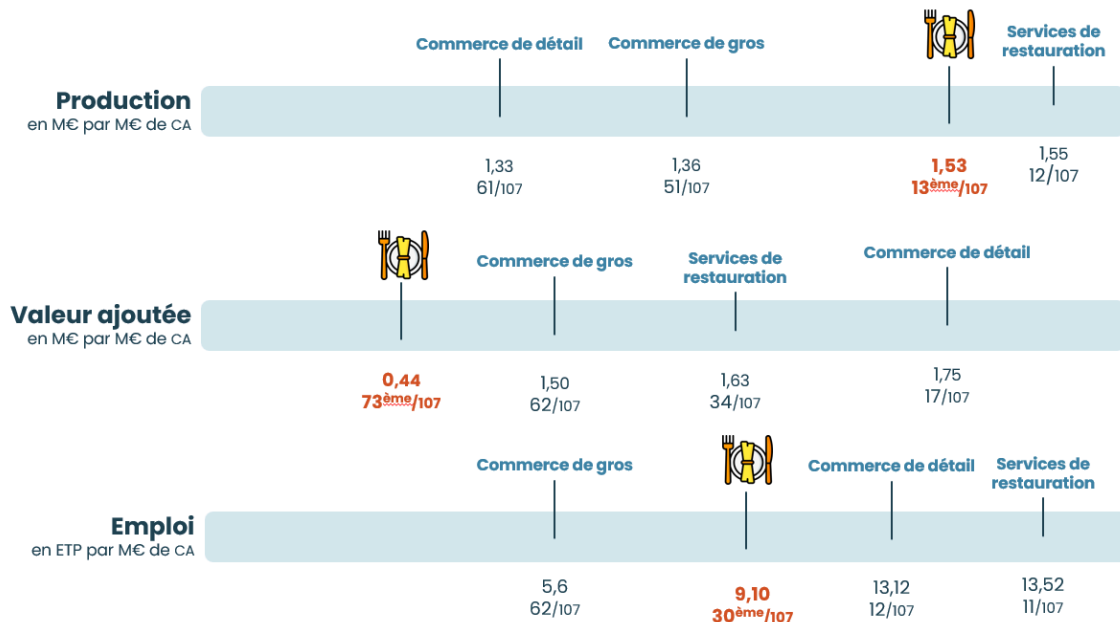 Commerce de détail
Commerce de gros
Services de
restauration
Production
en M€ par M€ de CA
1,33
61/107
1,36
51/107
1,53
13ème/107
1,55
12/107
Commerce de gros
Services de
restauration
Commerce de détail
Valeur ajoutée
en M€ par M€ de CA
0,44
73ème/107
1,50
62/107
1,63
34/107
1,75
17/107
Commerce de gros
Commerce de détail
Services de
restauration
Emploi
en ETP par M€ de CA
5,6
62/107
9,10
30ème/107
13,12
12/107
13,52
11/107